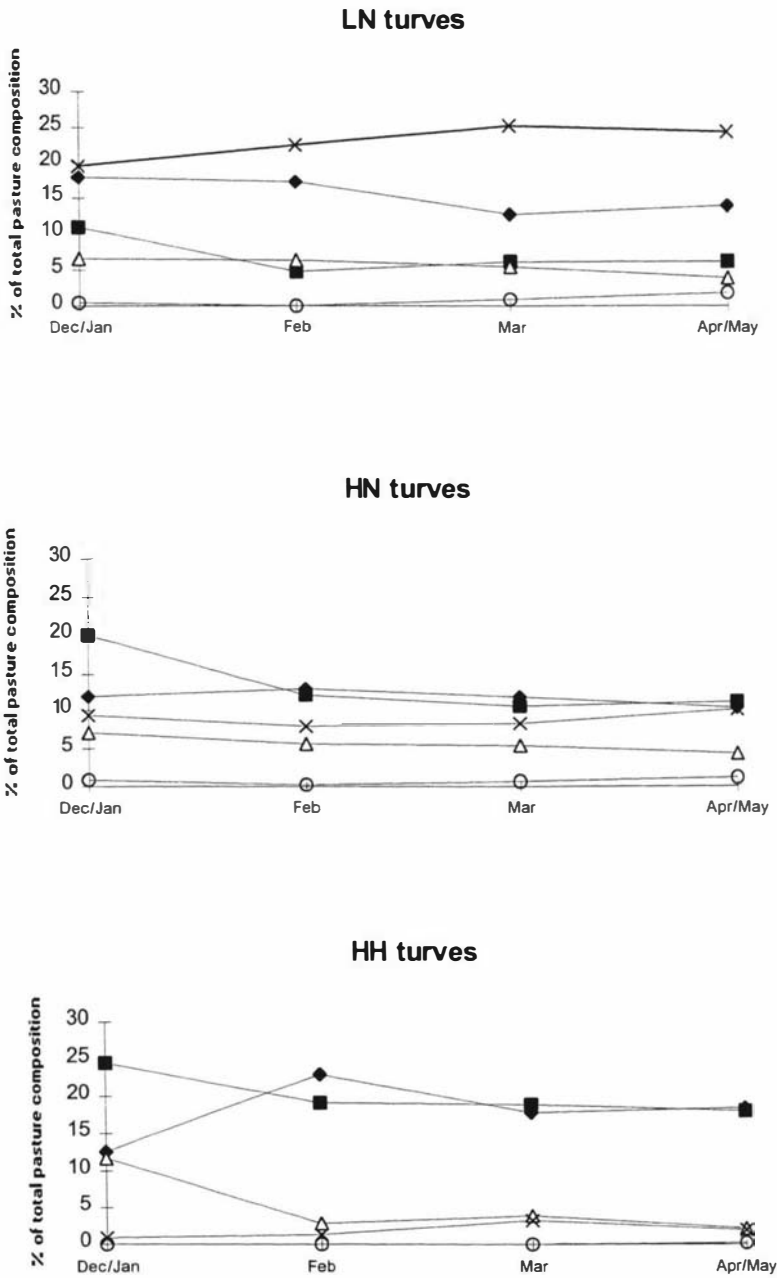 LN turves
% of total pasture composition
30
25
20
15
10
5
0
Dec/Jan Feb Mar Apr/May
HN turves
% of total pasture composition
30
25
20
15
10
5
0
Dec/Jan Feb Mar Apr/May
HH turves
% of total pasture composition
30
25
20
15
10
5
0
Dec/Jan Feb Mar Apr/May